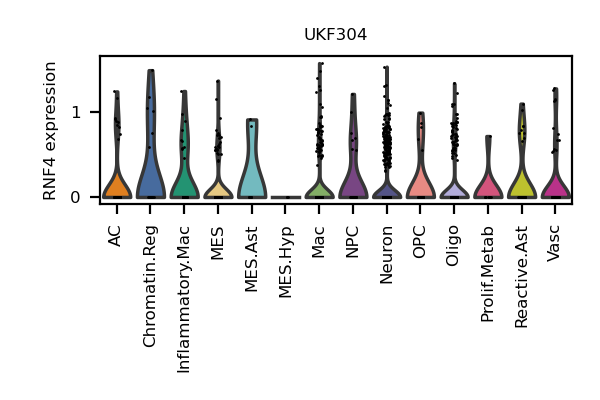 UKF304
RNF4 expression
1
0
AC
Chromatin.Reg
Inflammatory.Mac
MES
MES.Ast
MES.Hyp
Mac
NPC
Neuron
OPC
Oligo
Prolif.Metab
Reactive.Ast
Vasc